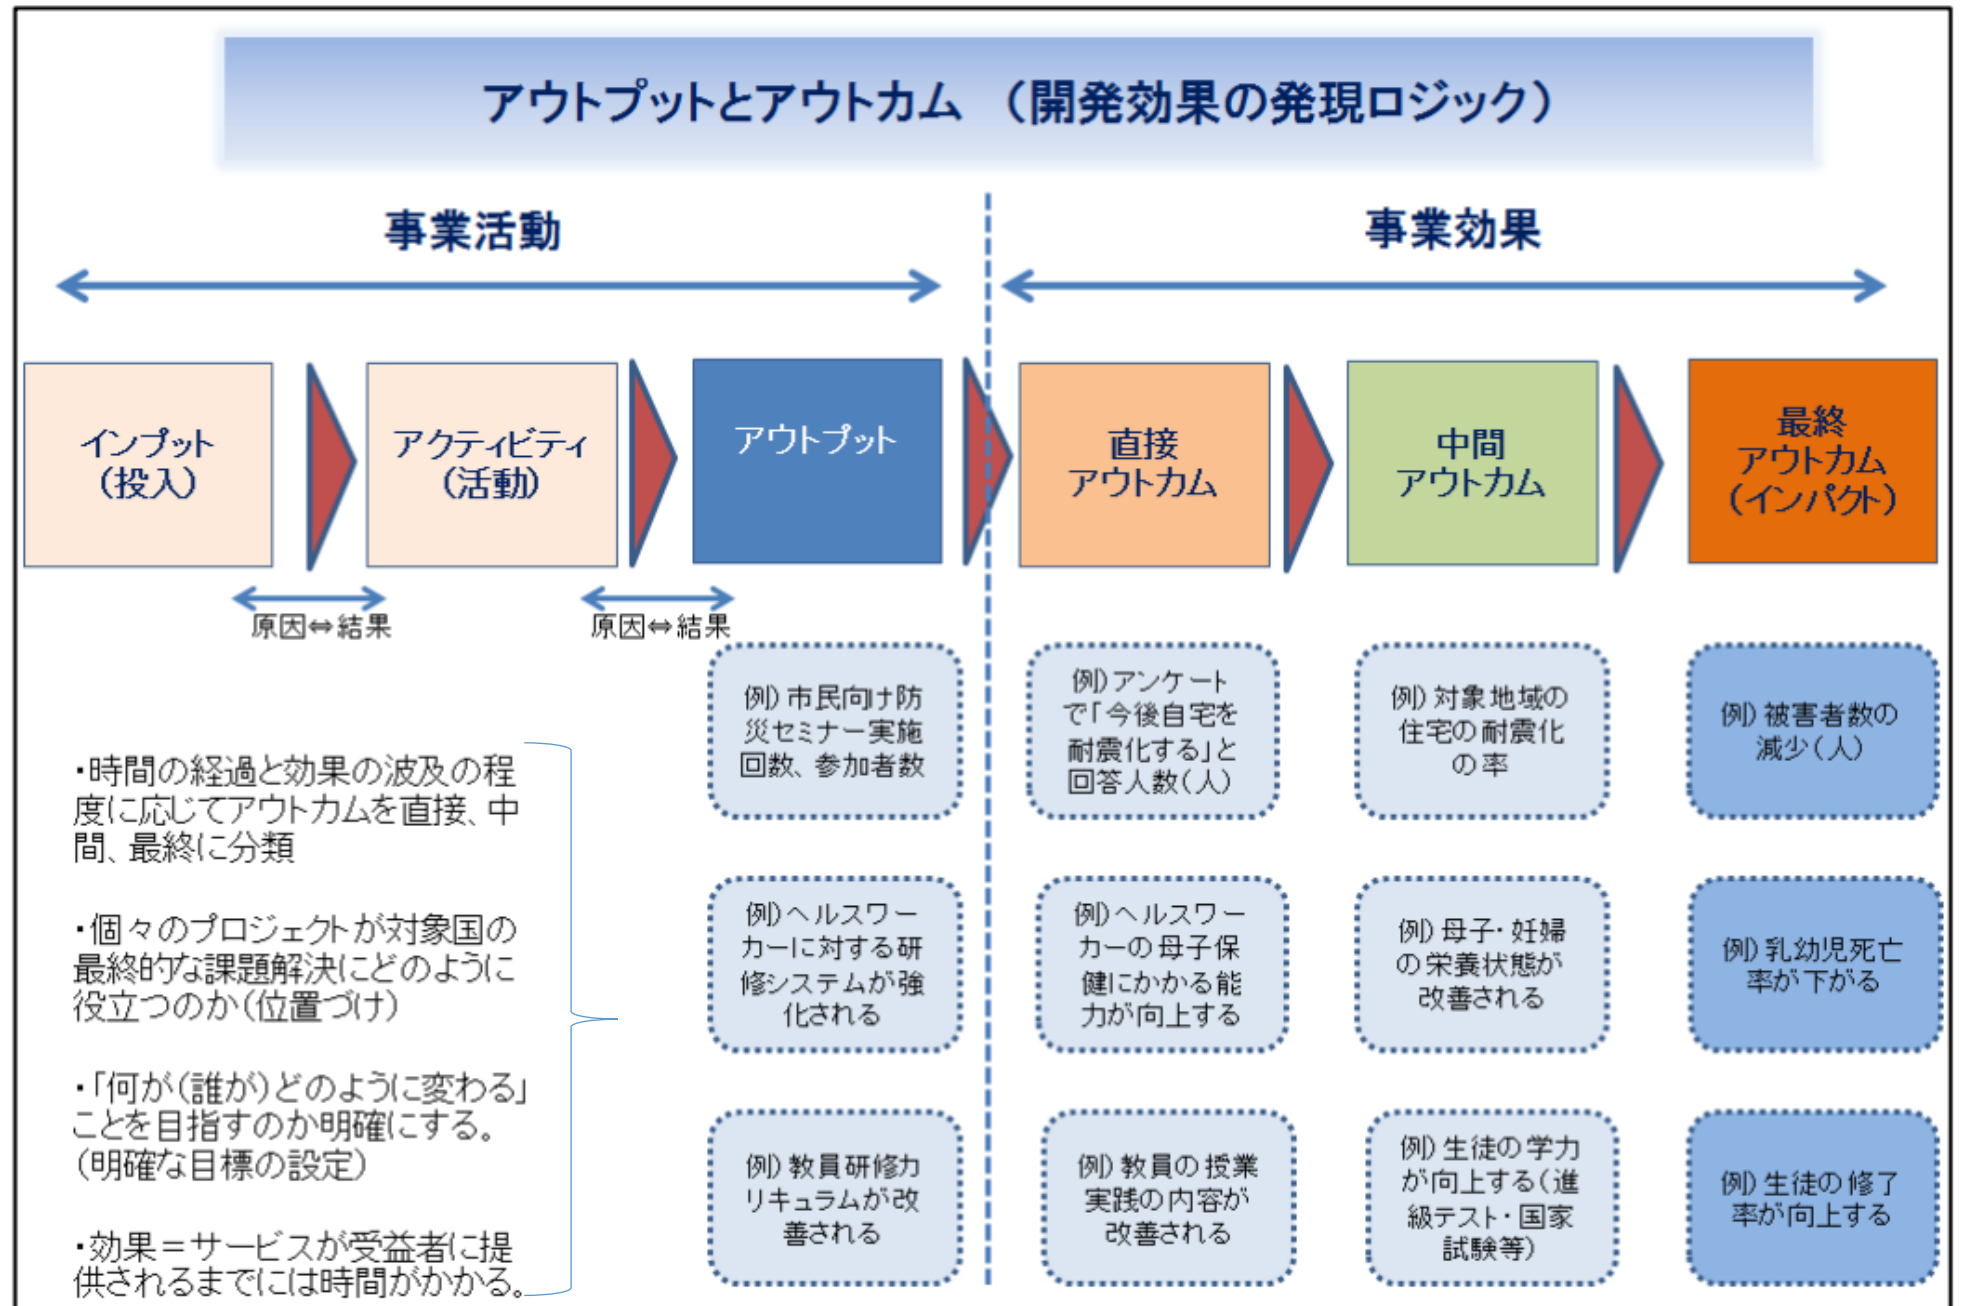 アウトプットとアウトカム （開発効果の発現ロジック）
事業活動
事業効果
インプット
（投入）
アクティビティ
（活動）
アウトプット
直接
アウトカム
中間
アウトカム
最終
アウトカム
（インパクト）
原因⇔結果
原因⇔結果
・時間の経過と効果の波及の程
度に応じてアウトカムを直接、中
間、最終に分類
・個々のプロジェクトが対象国の
最終的な課題解決にどのように
役立つのか（位置づけ）
・「何が（誰が）どのように変わる」
ことを目指すのか明確にする。
（明確な目標の設定）
・効果＝サービスが受益者に提
供されるまでには時間がかかる。
例）市民向け防
災セミナー実施
回数、参加者数
例）アンケート
で「今後自宅を
耐震化する」と
回答人数（人）
例）対象地域の
住宅の耐震化
の率
例）被害者数の
減少（人）
例）ヘルスワー
カーに対する研
修システムが強
化される
例）ヘルスワー
カーの母子保
健にかかる能
力が向上する
例）母子・妊婦
の栄養状態が
改善される
例）乳幼児死亡
率が下がる
例）教員研修カ
リキュラムが改
善される
例）教員の授業
実践の内容が
改善される
例）生徒の学力
が向上する（進
級テスト・国家
試験等）
例）生徒の修了
率が向上する